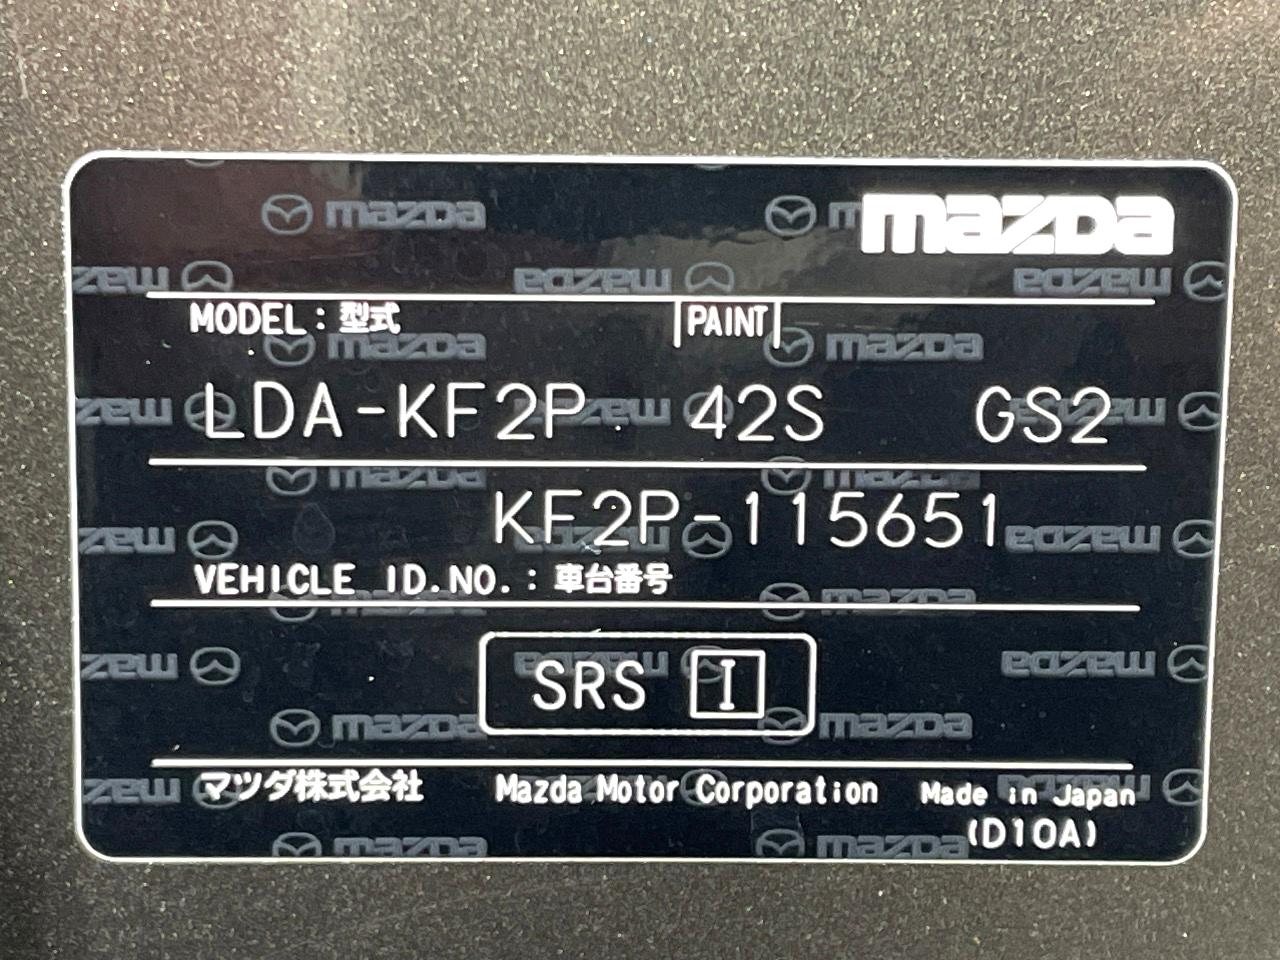 mazda
MODEL : 型式 PAINT
LDA-KF2P 42S GS2
KF2P-115651
VEHICLE ID.NO. : 車台番号
SRS I
マツダ株式会社 Mazda Motor Corporation Made in Japan
(D10A)